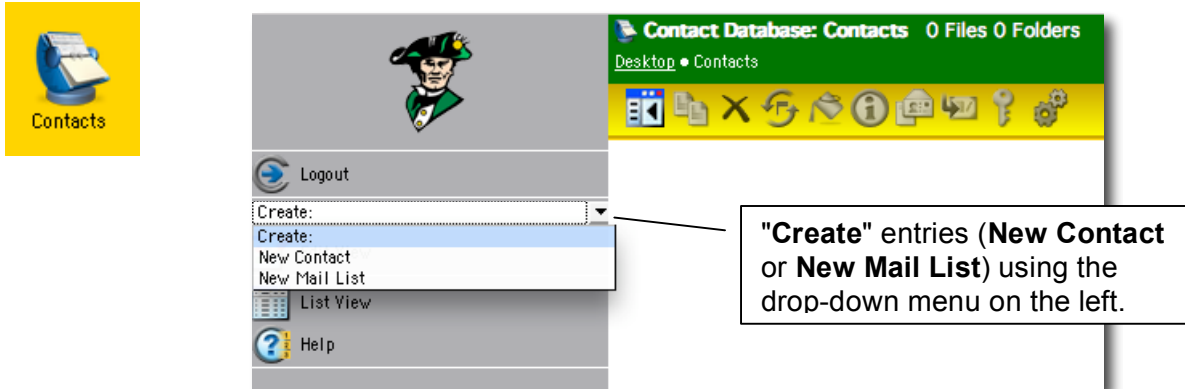 Contacts
Contact Database: Contacts 0 Files 0 Folders
Desktop • Contacts
Logout
Create:
Create:
New Contact
New Mail List
List View
Help
"Create" entries (New Contact
or New Mail List) using the
drop-down menu on the left.